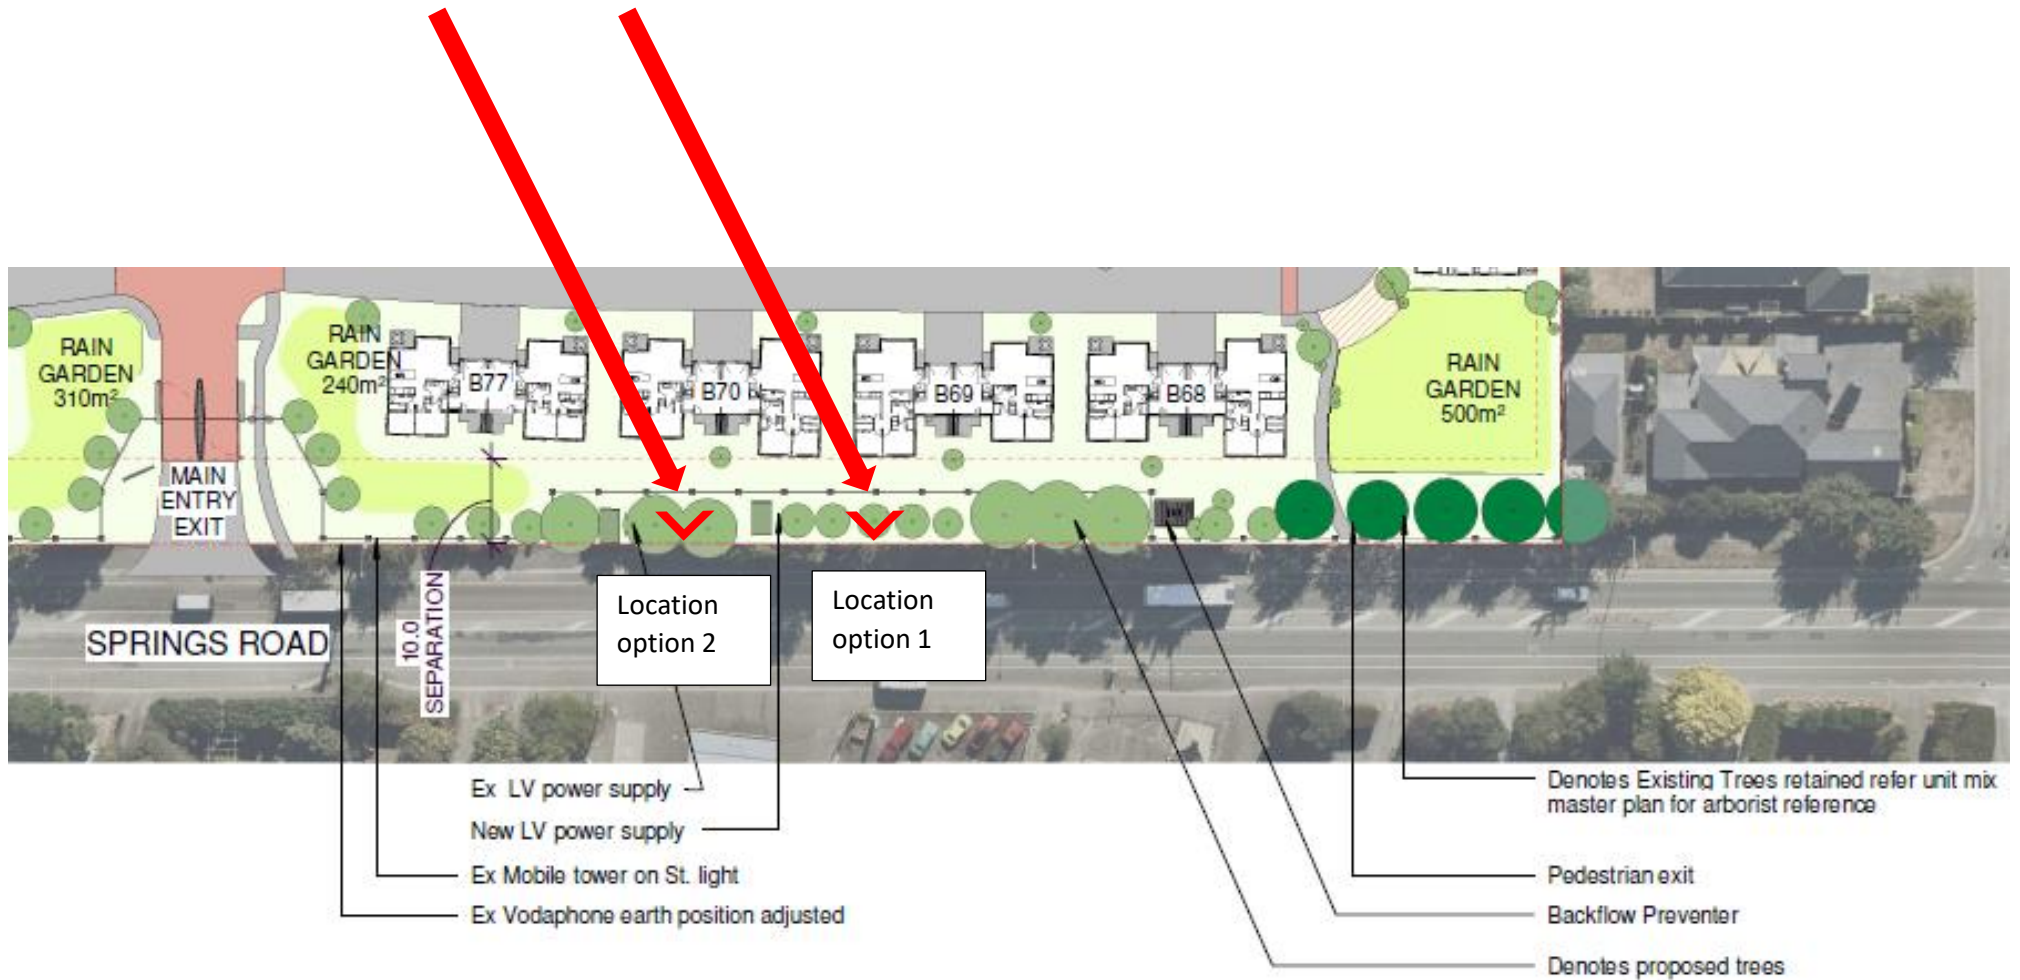 RAIN
GARDEN
310m²
RAIN
GARDEN
240m²
B77
B70
B69
B68
RAIN
GARDEN
500m²
MAIN
ENTRY
EXIT
SPRINGS ROAD
10.0
SEPARATION
Location
option 2
Location
option 1
Ex LV power supply
New LV power supply
Ex Mobile tower on St. light
Ex Vodaphone earth position adjusted
Denotes Existing Trees retained refer unit mix
master plan for arborist reference
Pedestrian exit
Backflow Preventer
Denotes proposed trees